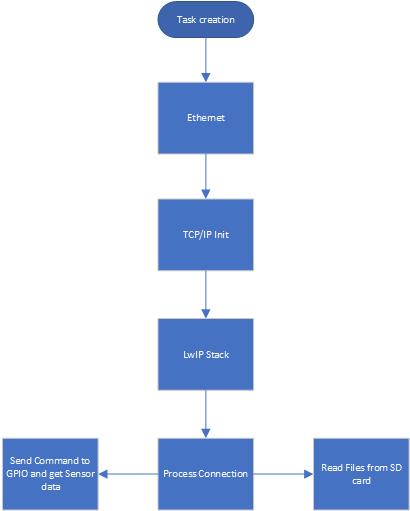 Task creation
Ethernet
TCP/IP Init
LwIP Stack
Send Command to
GPIO and get Sensor
data
Process Connection
Read Files from SD
card